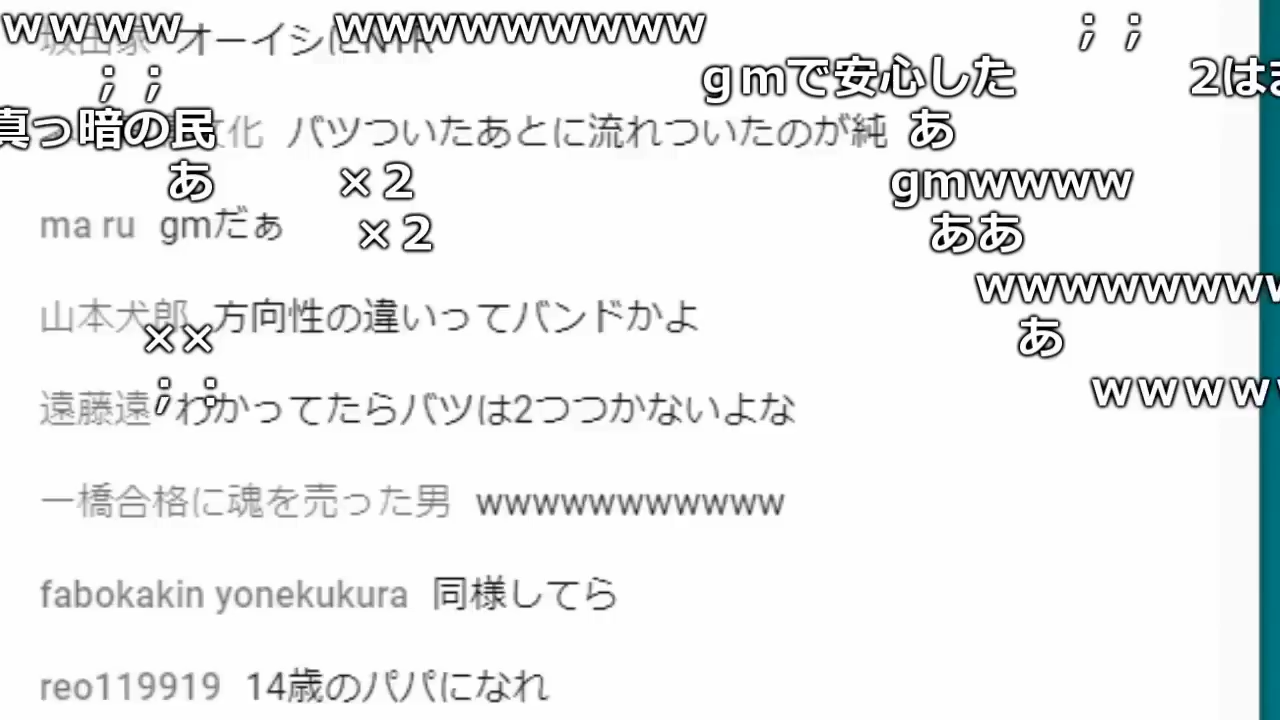 wwww
wwwwwwwwww
; ;
オーイシにNTR
; ;
gmで安心した
2はま
真っ暗の民
文化 バツついたあとに流れついたのが純
あ
あ
×2
gmwwww
ma ru gmだぁ
×2
ああ
wwwwwwww
山本犬郎 方向性の違いってバンドかよ
××
あ
; ;
遠藤遠 わかってたらバツは2つつかないよな
wwww
一橋合格に魂を売った男 wwwwwwwwwww
fabokakin yonekukura 同様してら
reo119919 14歳のパパになれ